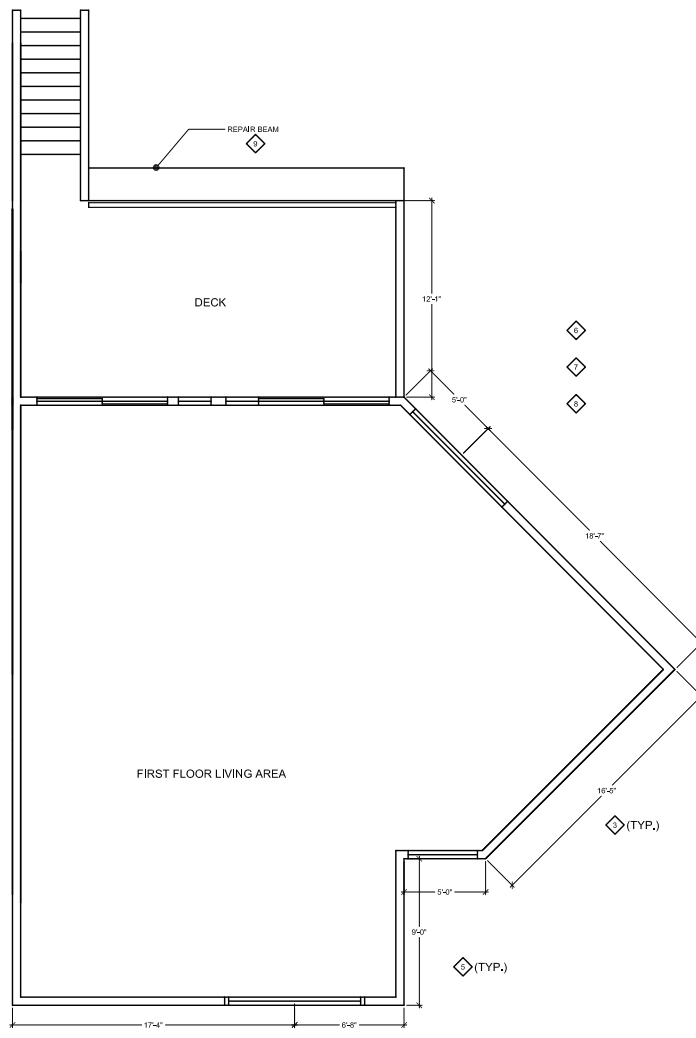 REPAIR BEAM
9
DECK
12'-1"
6
7
8
5'-0"
18'-7"
FIRST FLOOR LIVING AREA
16'-5"
3 (TYP.)
5'-0"
9'-0"
5 (TYP.)
17'-4"
6'-8"